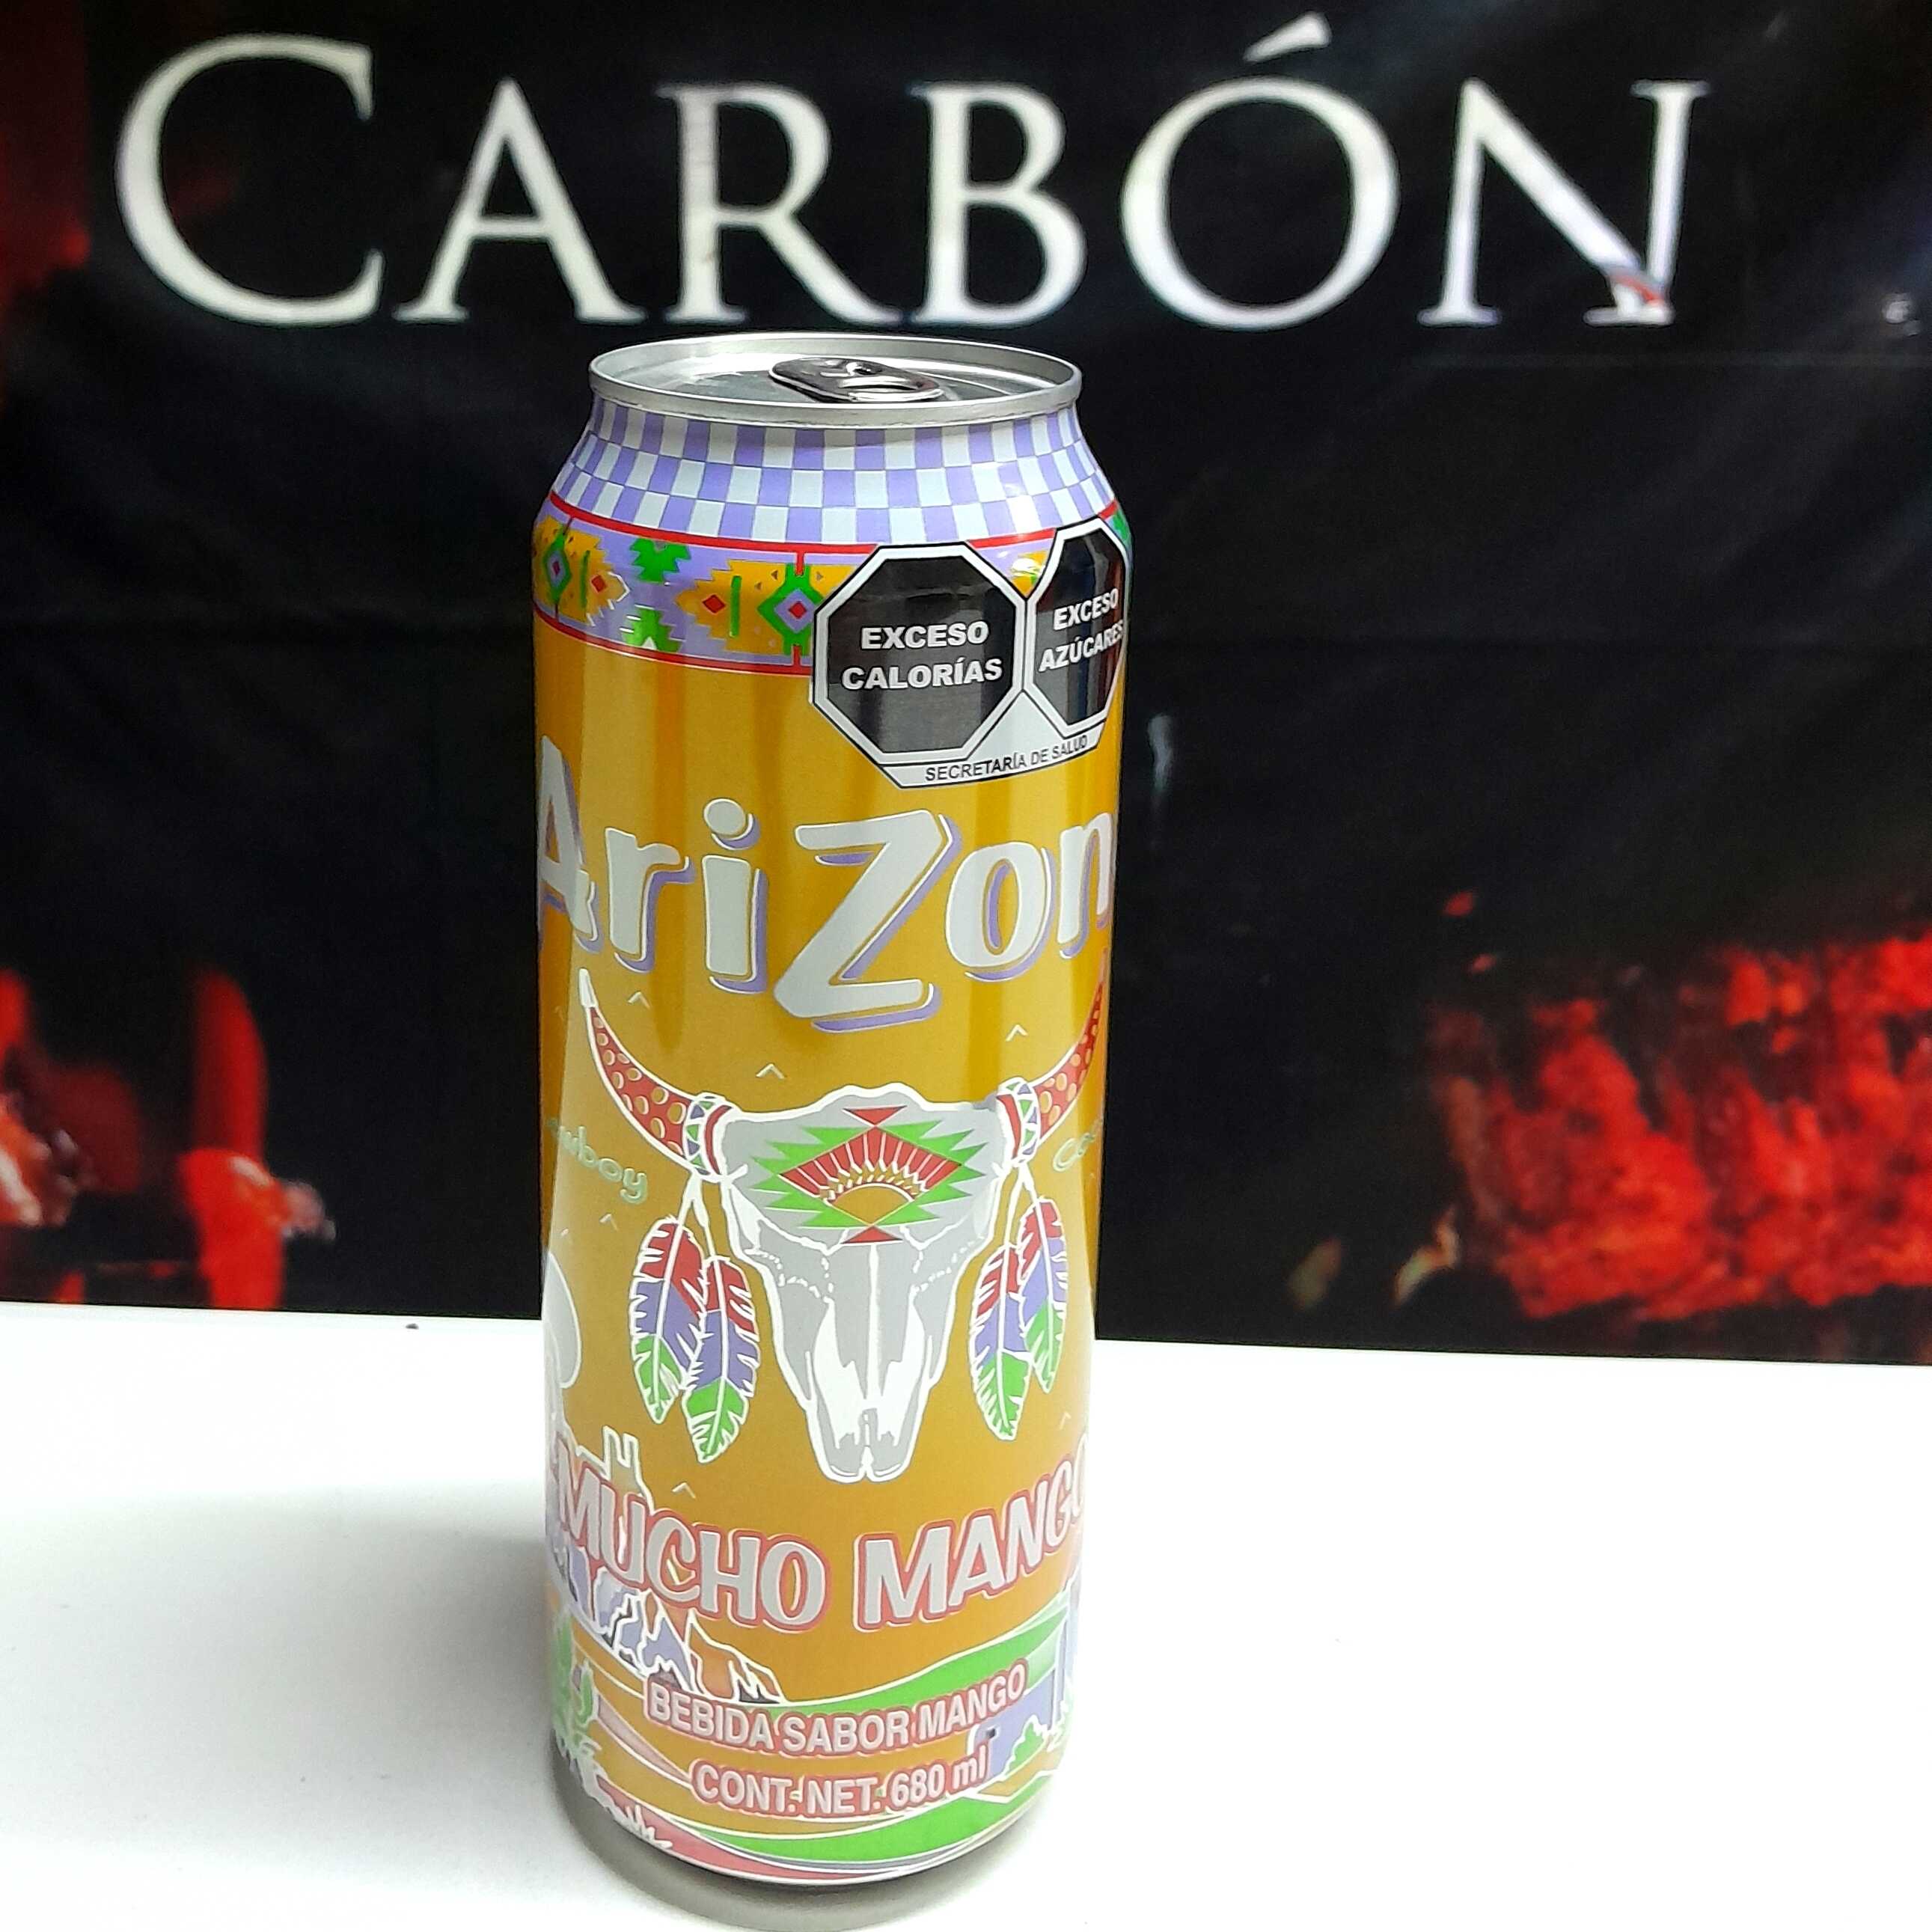 CARBÓN
EXCESO
CALORÍAS
EXCESO
AZÚCARES
SECRETARÍA DE SALUD
AriZon
MUCHO MANGO
BEBIDA SABOR MANGO
CONT. NET. 680 ml